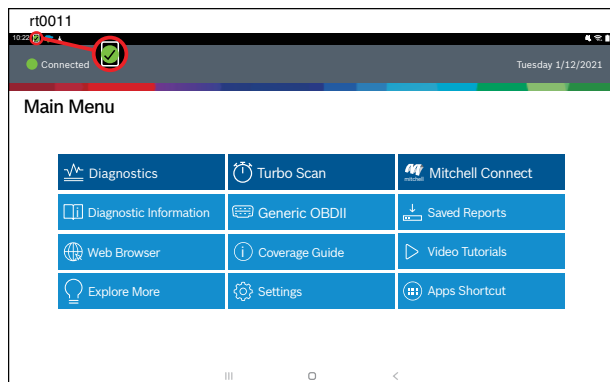 rt0011
10:22
Connected
Tuesday 1/12/2021
Main Menu
Diagnostics
Turbo Scan
mitchell
Mitchell Connect
Diagnostic Information
Generic OBDII
Saved Reports
Web Browser
Coverage Guide
Video Tutorials
Explore More
Settings
Apps Shortcut